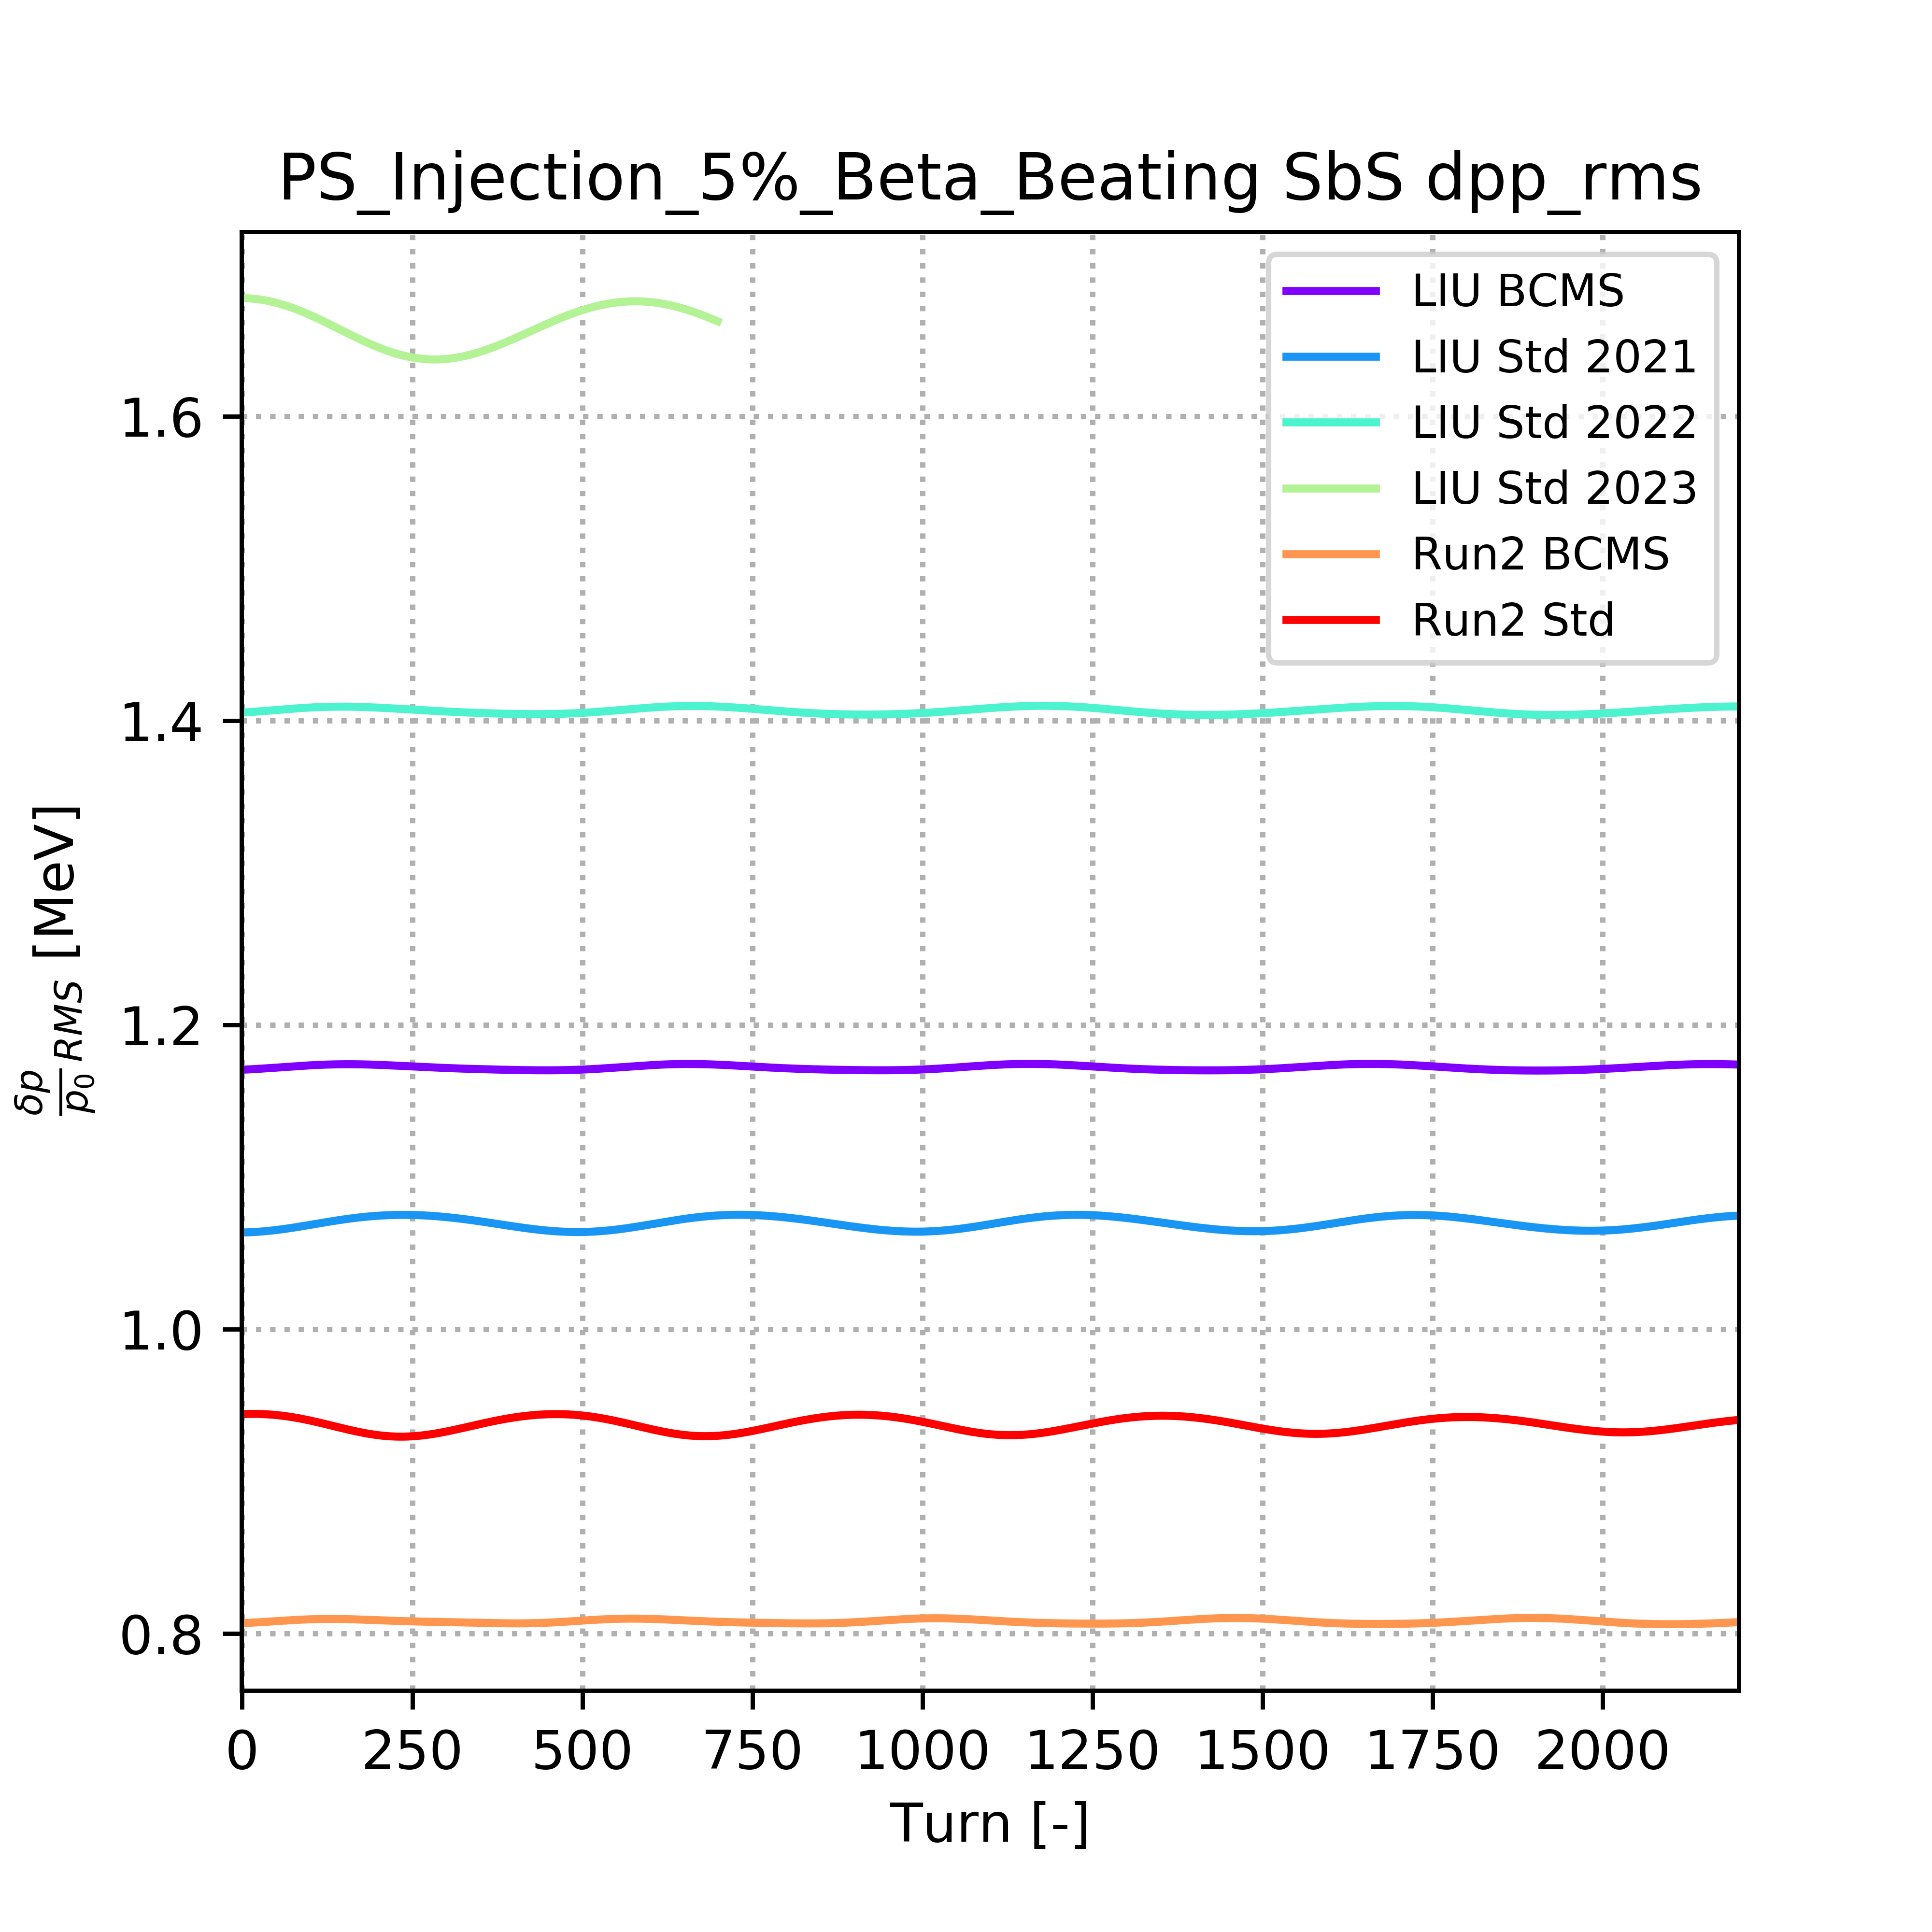 PS_Injection_5%_Beta_Beating SbS dpp_rms
LIU BCMS
LIU Std 2021
LIU Std 2022
LIU Std 2023
Run2 BCMS
Run2 Std
1.6
1.4
1.2
1.0
0.8
δp/p0 RMS [MeV]
0 250 500 750 1000 1250 1500 1750 2000
Turn [-]